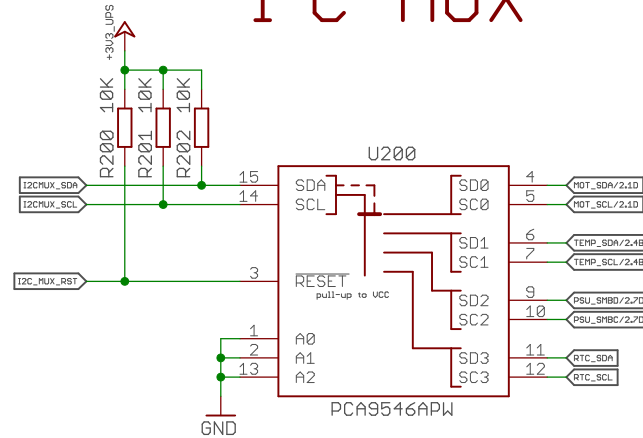 I C MUX
+3V3_UPS
R200 10K
R201 10K
R202 10K
U200
I2CMUX_SDA
I2CMUX_SCL
I2C_MUX_RST
15 SDA
14 SCL
3 RESET
pull-up to VCC
1 A0
2 A1
13 A2
GND
SD0 4 MOT_SDA/2.1D
SC0 5 MOT_SCL/2.1D
SD1 6 TEMP_SDA/2.4B
SC1 7 TEMP_SCL/2.4B
SD2 9 PSU_SMBD/2.7D
SC2 10 PSU_SMBC/2.7D
SD3 11 RTC_SDA
SC3 12 RTC_SCL
PCA9546APW